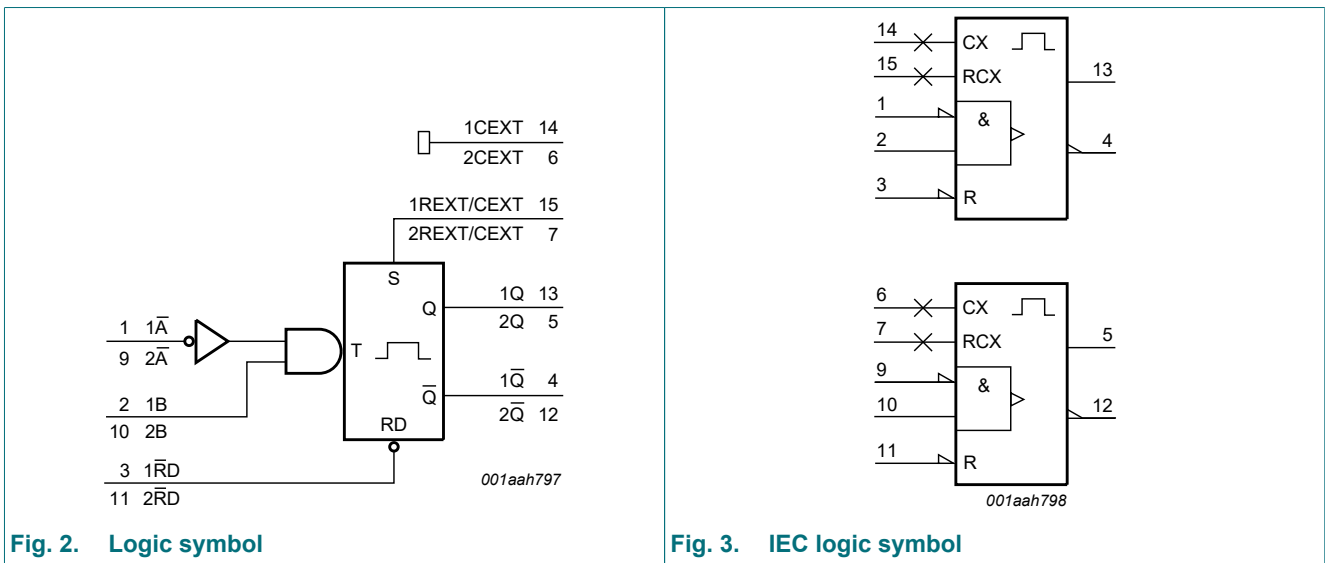 1CEXT 14
2CEXT 6
1REXT/CEXT 15
2REXT/CEXT 7
S
Q
1Q 13
2Q 5
1 1A̅
9 2A̅
T
Q̅
1Q̅ 4
2Q̅ 12
2 1B
10 2B
RD
3 1R̅D
11 2R̅D
001aah797
Fig. 2. Logic symbol
14 CX
15 RCX
13
1
&
2
4
3 R
6 CX
7 RCX
5
9
&
10
12
11 R
001aah798
Fig. 3. IEC logic symbol